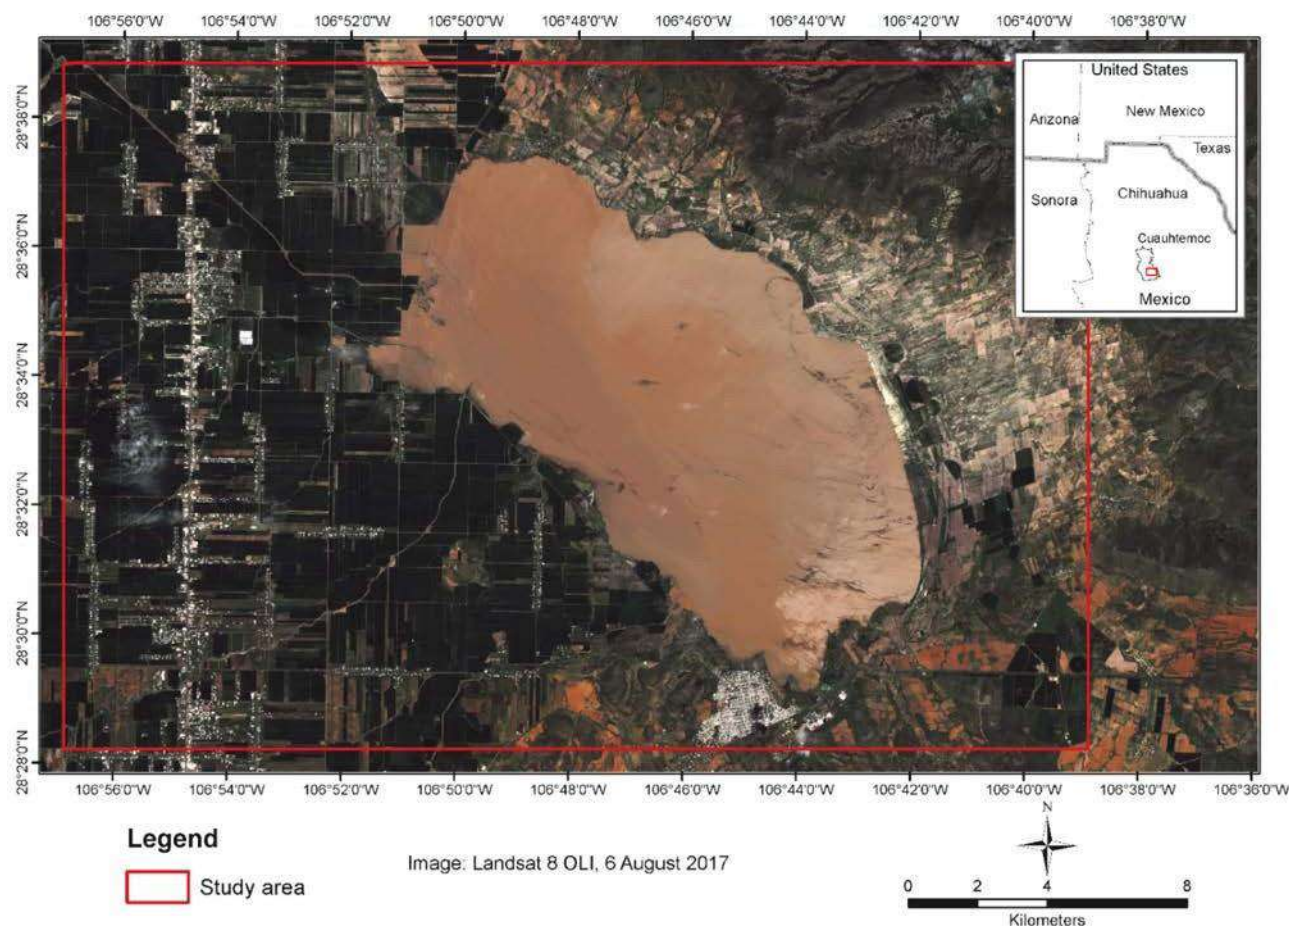 106°56'0"W 106°54'0"W 106°52'0"W 106°50'0"W 106°48'0"W 106°46'0"W 106°44'0"W 106°42'0"W 106°40'0"W 106°38'0"W
28°38'0"N
28°36'0"N
28°34'0"N
28°32'0"N
28°30'0"N
28°28'0"N
United States
New Mexico
Arizona
Texas
Chihuahua
Sonora
Cuauhtemoc
Mexico
106°56'0"W 106°54'0"W 106°52'0"W 106°50'0"W 106°48'0"W 106°46'0"W 106°44'0"W 106°42'0"W 106°40'0"W 106°38'0"W 106°36'0"W
Legend
Study area
Image: Landsat 8 OLI, 6 August 2017
N
0 2 4 8
Kilometers